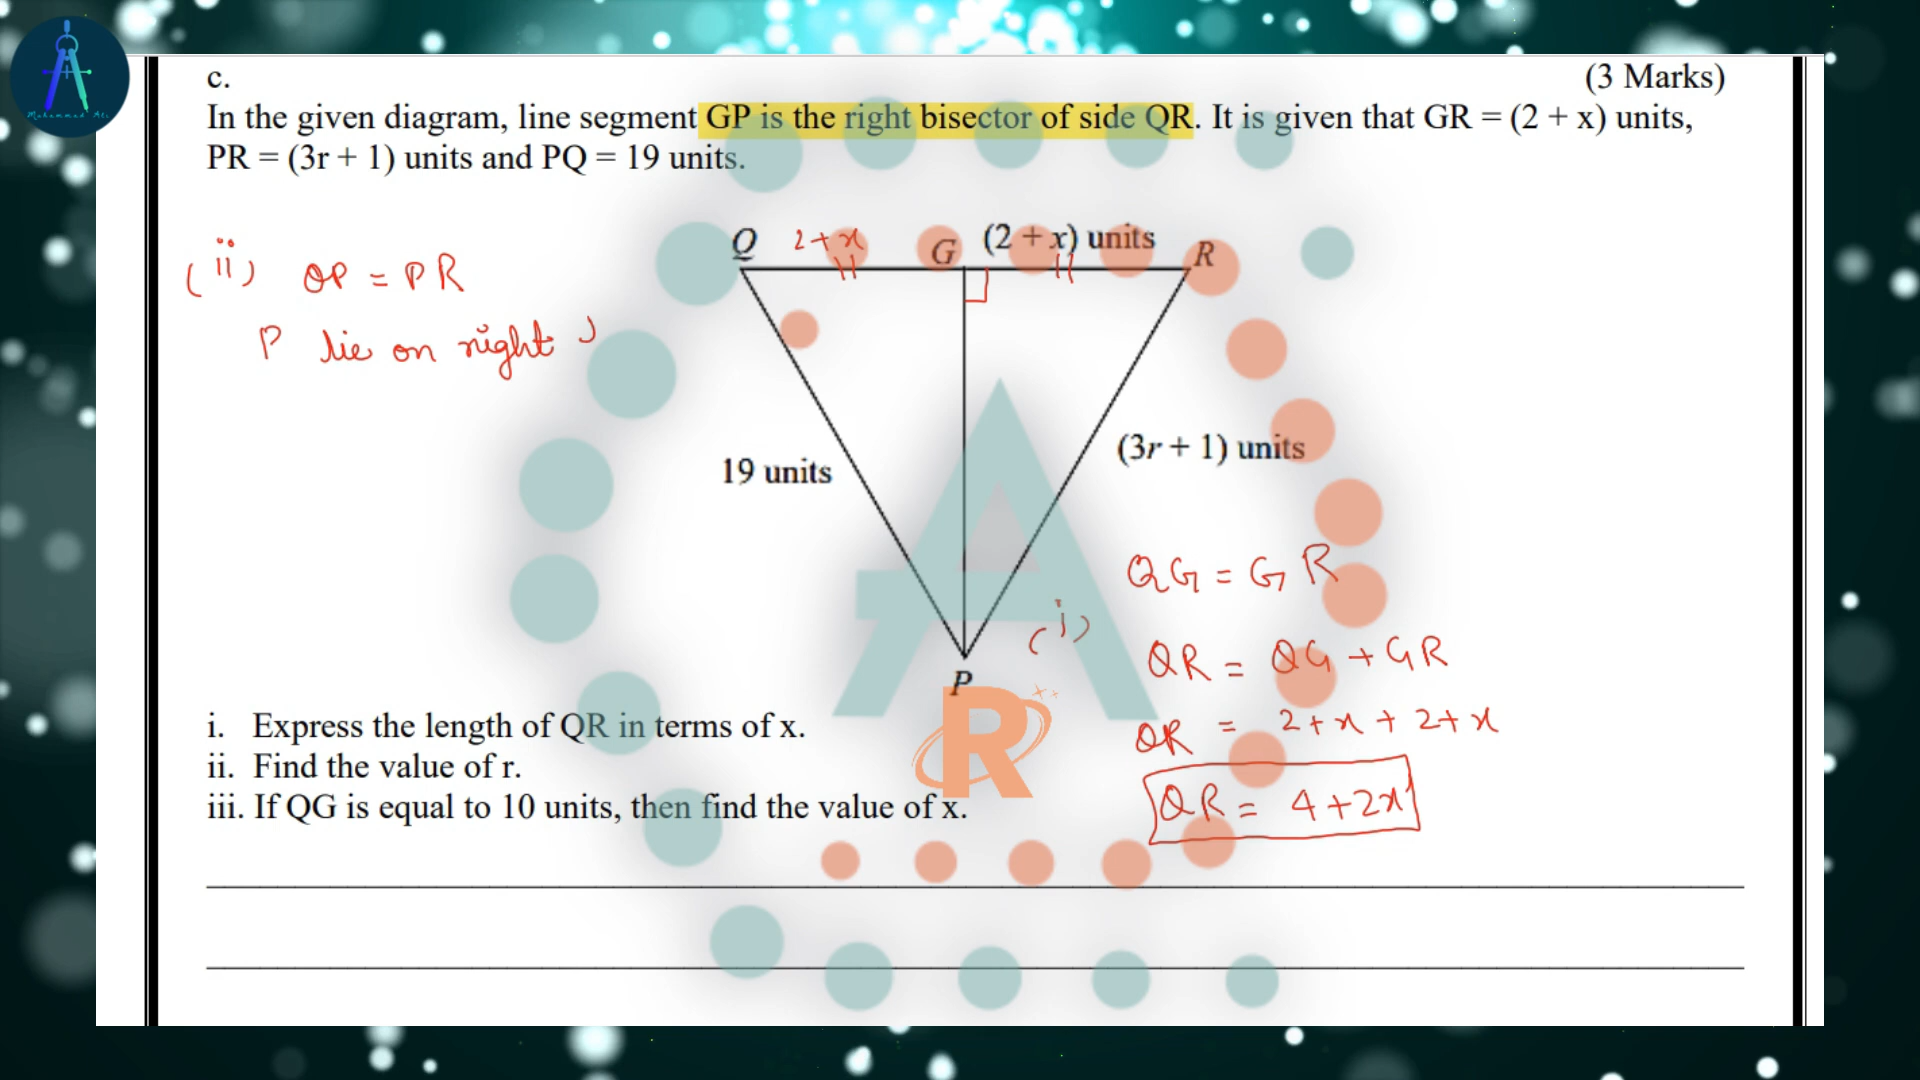 Muhammad Ali
c.
(3 Marks)
In the given diagram, line segment GP is the right bisector of side QR. It is given that GR = (2 + x) units,
PR = (3r + 1) units and PQ = 19 units.
(ii) QP = PR
P lie on right
Q 2+x G (2 + x) units R
19 units
(3r + 1) units
P
QG = GR
(i)
QR = QG + GR
QR = 2+x + 2+x
QR = 4+2x
R++
i. Express the length of QR in terms of x.
ii. Find the value of r.
iii. If QG is equal to 10 units, then find the value of x.